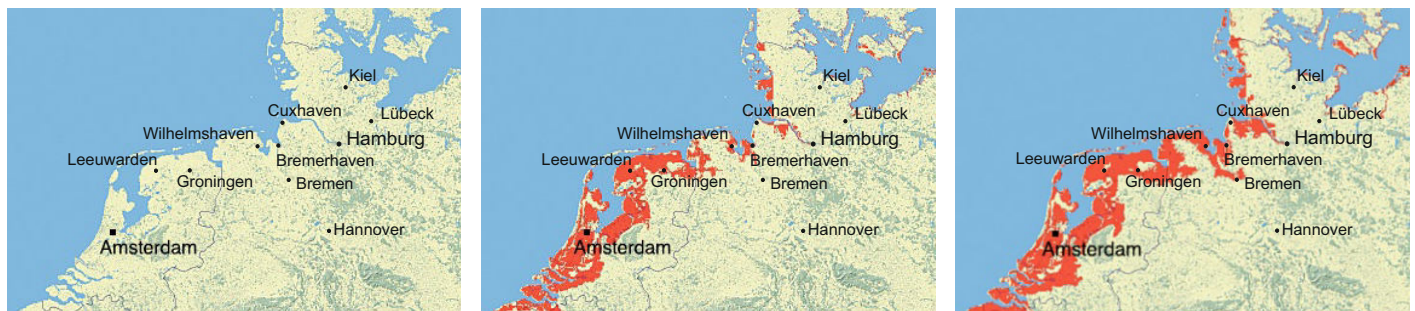 Kiel
Cuxhaven
Lübeck
Wilhelmshaven
Hamburg
Leeuwarden
Bremerhaven
Groningen
Bremen
Hannover
Amsterdam
Kiel
Cuxhaven
Lübeck
Wilhelmshaven
Hamburg
Leeuwarden
Bremerhaven
Groningen
Bremen
Hannover
Amsterdam
Kiel
Cuxhaven
Lübeck
Wilhelmshaven
Hamburg
Leeuwarden
Bremerhaven
Groningen
Bremen
Hannover
Amsterdam